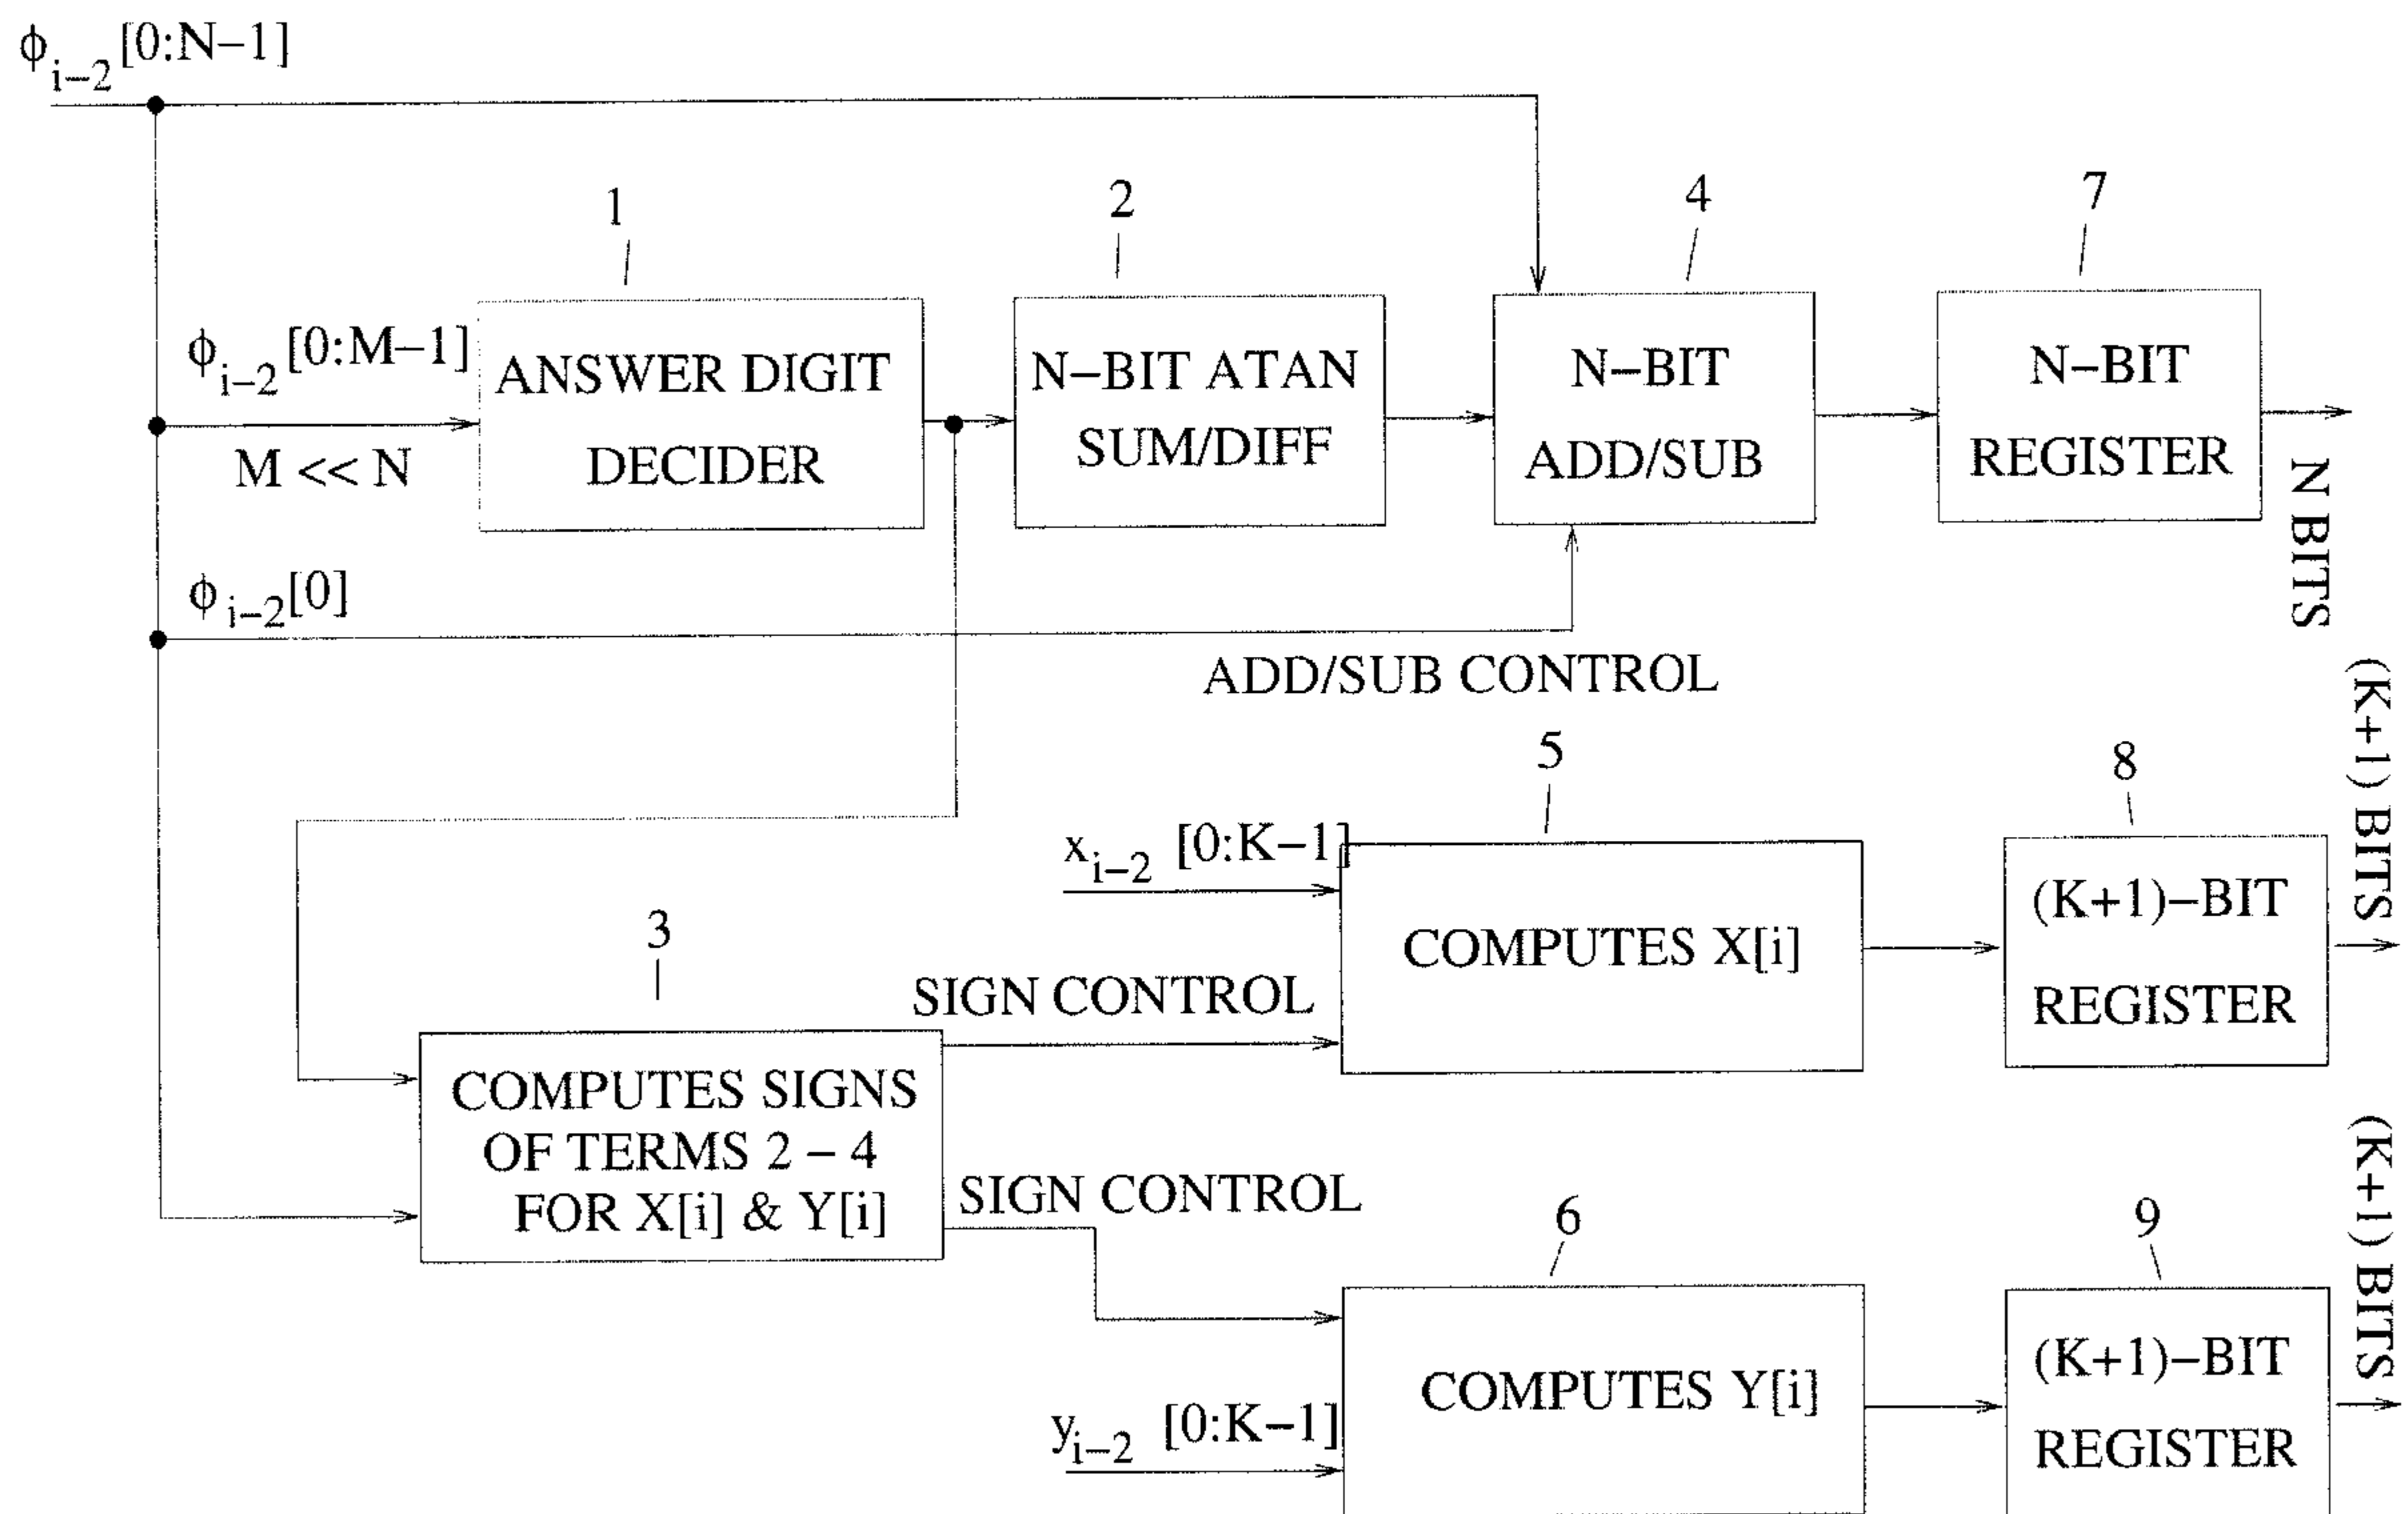 ϕi−2 [0:N−1]
1
2
4
7
ϕi−2 [0:M−1]
M << N
ANSWER DIGIT
DECIDER
N−BIT ATAN
SUM/DIFF
N−BIT
ADD/SUB
N−BIT
REGISTER
N BITS
ϕi−2[0]
ADD/SUB CONTROL
5
8
(K+1) BITS
xi−2 [0:K−1]
COMPUTES X[i]
(K+1)−BIT
REGISTER
3
SIGN CONTROL
COMPUTES SIGNS
OF TERMS 2 − 4
FOR X[i] & Y[i]
SIGN CONTROL
6
9
(K+1) BITS
yi−2 [0:K−1]
COMPUTES Y[i]
(K+1)−BIT
REGISTER